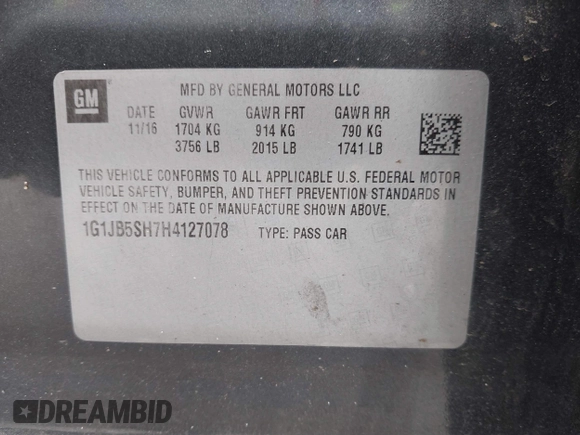 GM
MFD BY GENERAL MOTORS LLC
DATE GVWR GAWR FRT GAWR RR
11/16 1704 KG 914 KG 790 KG
3756 LB 2015 LB 1741 LB
THIS VEHICLE CONFORMS TO ALL APPLICABLE U.S. FEDERAL MOTOR
VEHICLE SAFETY, BUMPER, AND THEFT PREVENTION STANDARDS IN
EFFECT ON THE DATE OF MANUFACTURE SHOWN ABOVE.
1G1JB5SH7H4127078 TYPE: PASS CAR
DREAMBID